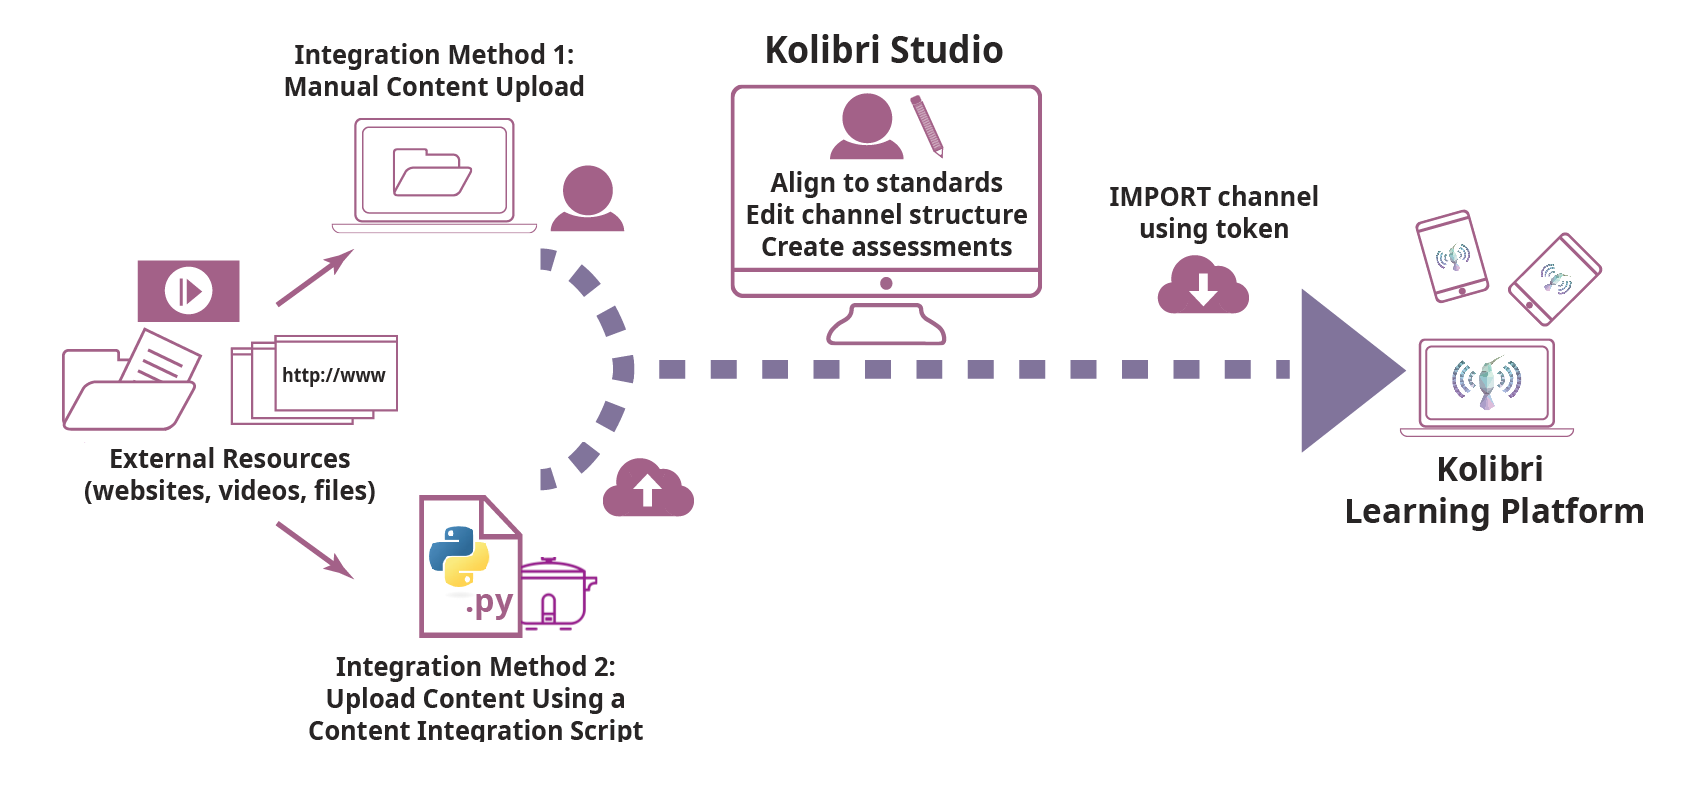 Integration Method 1:
Manual Content Upload
Kolibri Studio
Align to standards
Edit channel structure
Create assessments
IMPORT channel
using token
http://www
External Resources
(websites, videos, files)
.py
Integration Method 2:
Upload Content Using a
Content Integration Script
Kolibri
Learning Platform